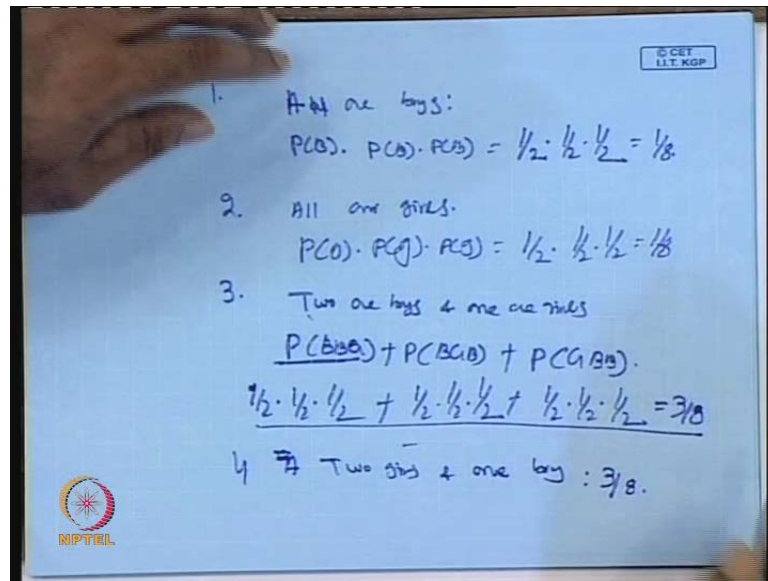 © CET
I.I.T. KGP
1. All are boys:
P(B). P(B). P(B) = 1/2. 1/2. 1/2 = 1/8.
2. All are girls.
P(G). P(g). P(g) = 1/2. 1/2. 1/2 = 1/8
3. Two are boys & one are girls
P(BBG) + P(BGB) + P(GBB).
1/2. 1/2. 1/2 + 1/2. 1/2. 1/2 + 1/2. 1/2. 1/2 = 3/8
4 Two girls & one boy : 3/8.
NPTEL